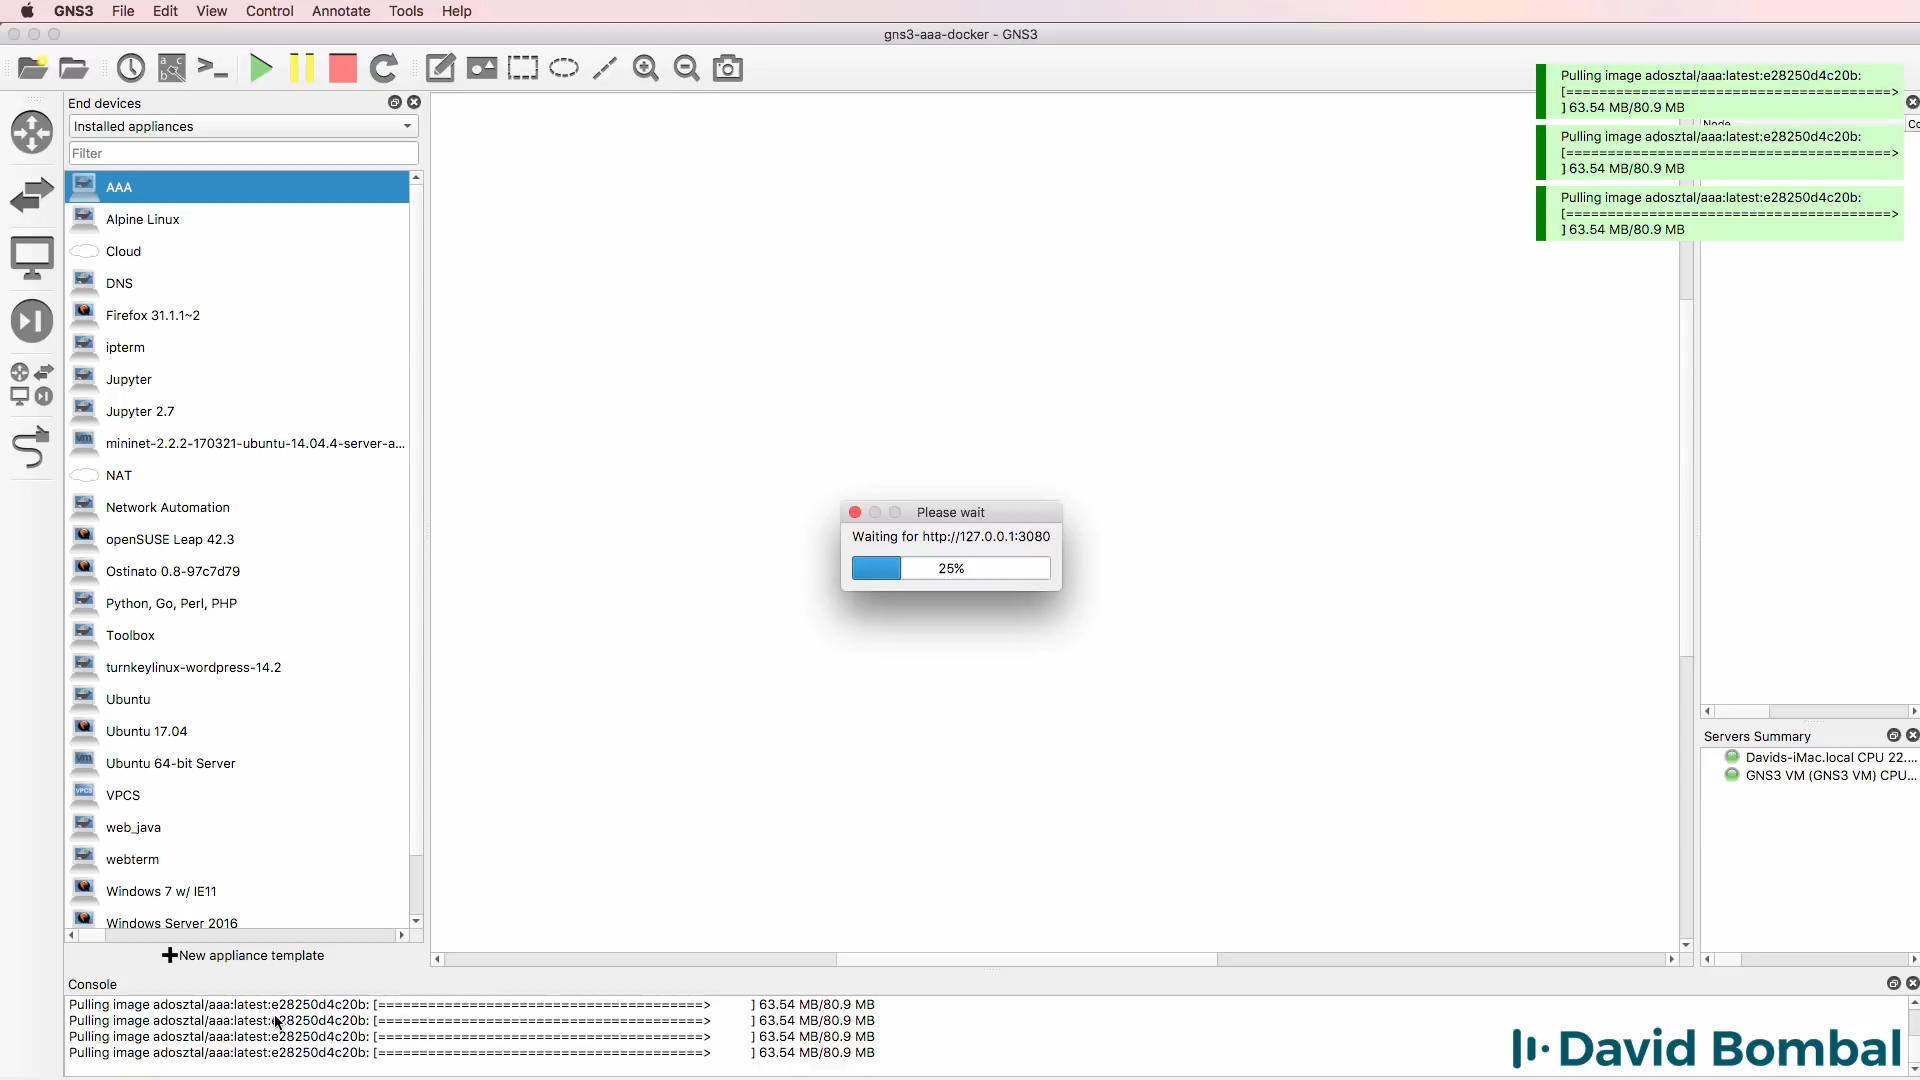 GNS3 File Edit View Control Annotate Tools Help
gns3-aaa-docker - GNS3
End devices
Installed appliances
Filter
AAA
Alpine Linux
Cloud
DNS
Firefox 31.1.1~2
ipterm
Jupyter
Jupyter 2.7
mininet-2.2.2-170321-ubuntu-14.04.4-server-a...
NAT
Network Automation
openSUSE Leap 42.3
Ostinato 0.8-97c7d79
Python, Go, Perl, PHP
Toolbox
turnkeylinux-wordpress-14.2
Ubuntu
Ubuntu 17.04
Ubuntu 64-bit Server
VPCS
web_java
webterm
Windows 7 w/ IE11
Windows Server 2016
New appliance template
Please wait
Waiting for http://127.0.0.1:3080
25%
Pulling image adosztal/aaa:latest:e28250d4c20b:
[=======================================>
] 63.54 MB/80.9 MB
Pulling image adosztal/aaa:latest:e28250d4c20b:
[=======================================>
] 63.54 MB/80.9 MB
Pulling image adosztal/aaa:latest:e28250d4c20b:
[=======================================>
] 63.54 MB/80.9 MB
Node Co
Servers Summary
Davids-iMac.local CPU 22....
GNS3 VM (GNS3 VM) CPU...
Console
Pulling image adosztal/aaa:latest:e28250d4c20b: [=======================================> ] 63.54 MB/80.9 MB
Pulling image adosztal/aaa:latest:e28250d4c20b: [=======================================> ] 63.54 MB/80.9 MB
Pulling image adosztal/aaa:latest:e28250d4c20b: [=======================================> ] 63.54 MB/80.9 MB
Pulling image adosztal/aaa:latest:e28250d4c20b: [=======================================> ] 63.54 MB/80.9 MB
David Bombal